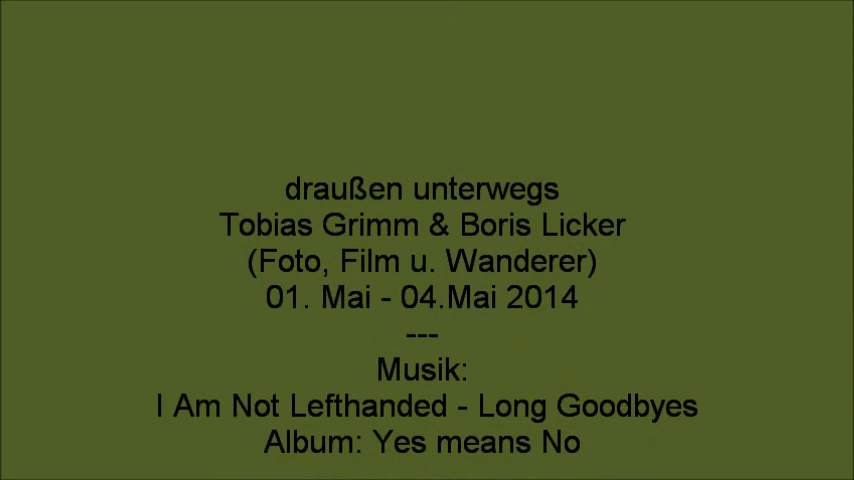 draußen unterwegs
Tobias Grimm & Boris Licker
(Foto, Film u. Wanderer)
01. Mai - 04.Mai 2014
---
Musik:
I Am Not Lefthanded - Long Goodbyes
Album: Yes means No